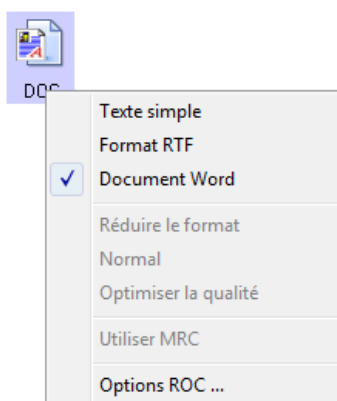 DOC
Texte simple
Format RTF
Document Word
Réduire le format
Normal
Optimiser la qualité
Utiliser MRC
Options ROC ...